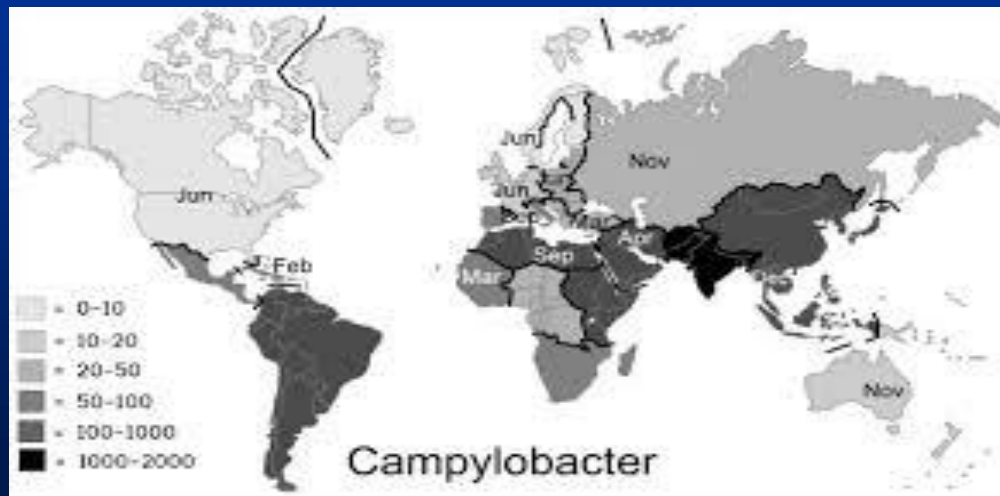 Jun
Jun
Nov
Jun
Mar
Apr
Sep
Feb
Mar
= 0-10
= 10-20
= 20-50
= 50-100
= 100-1000
= 1000-2000
Nov
Campylobacter